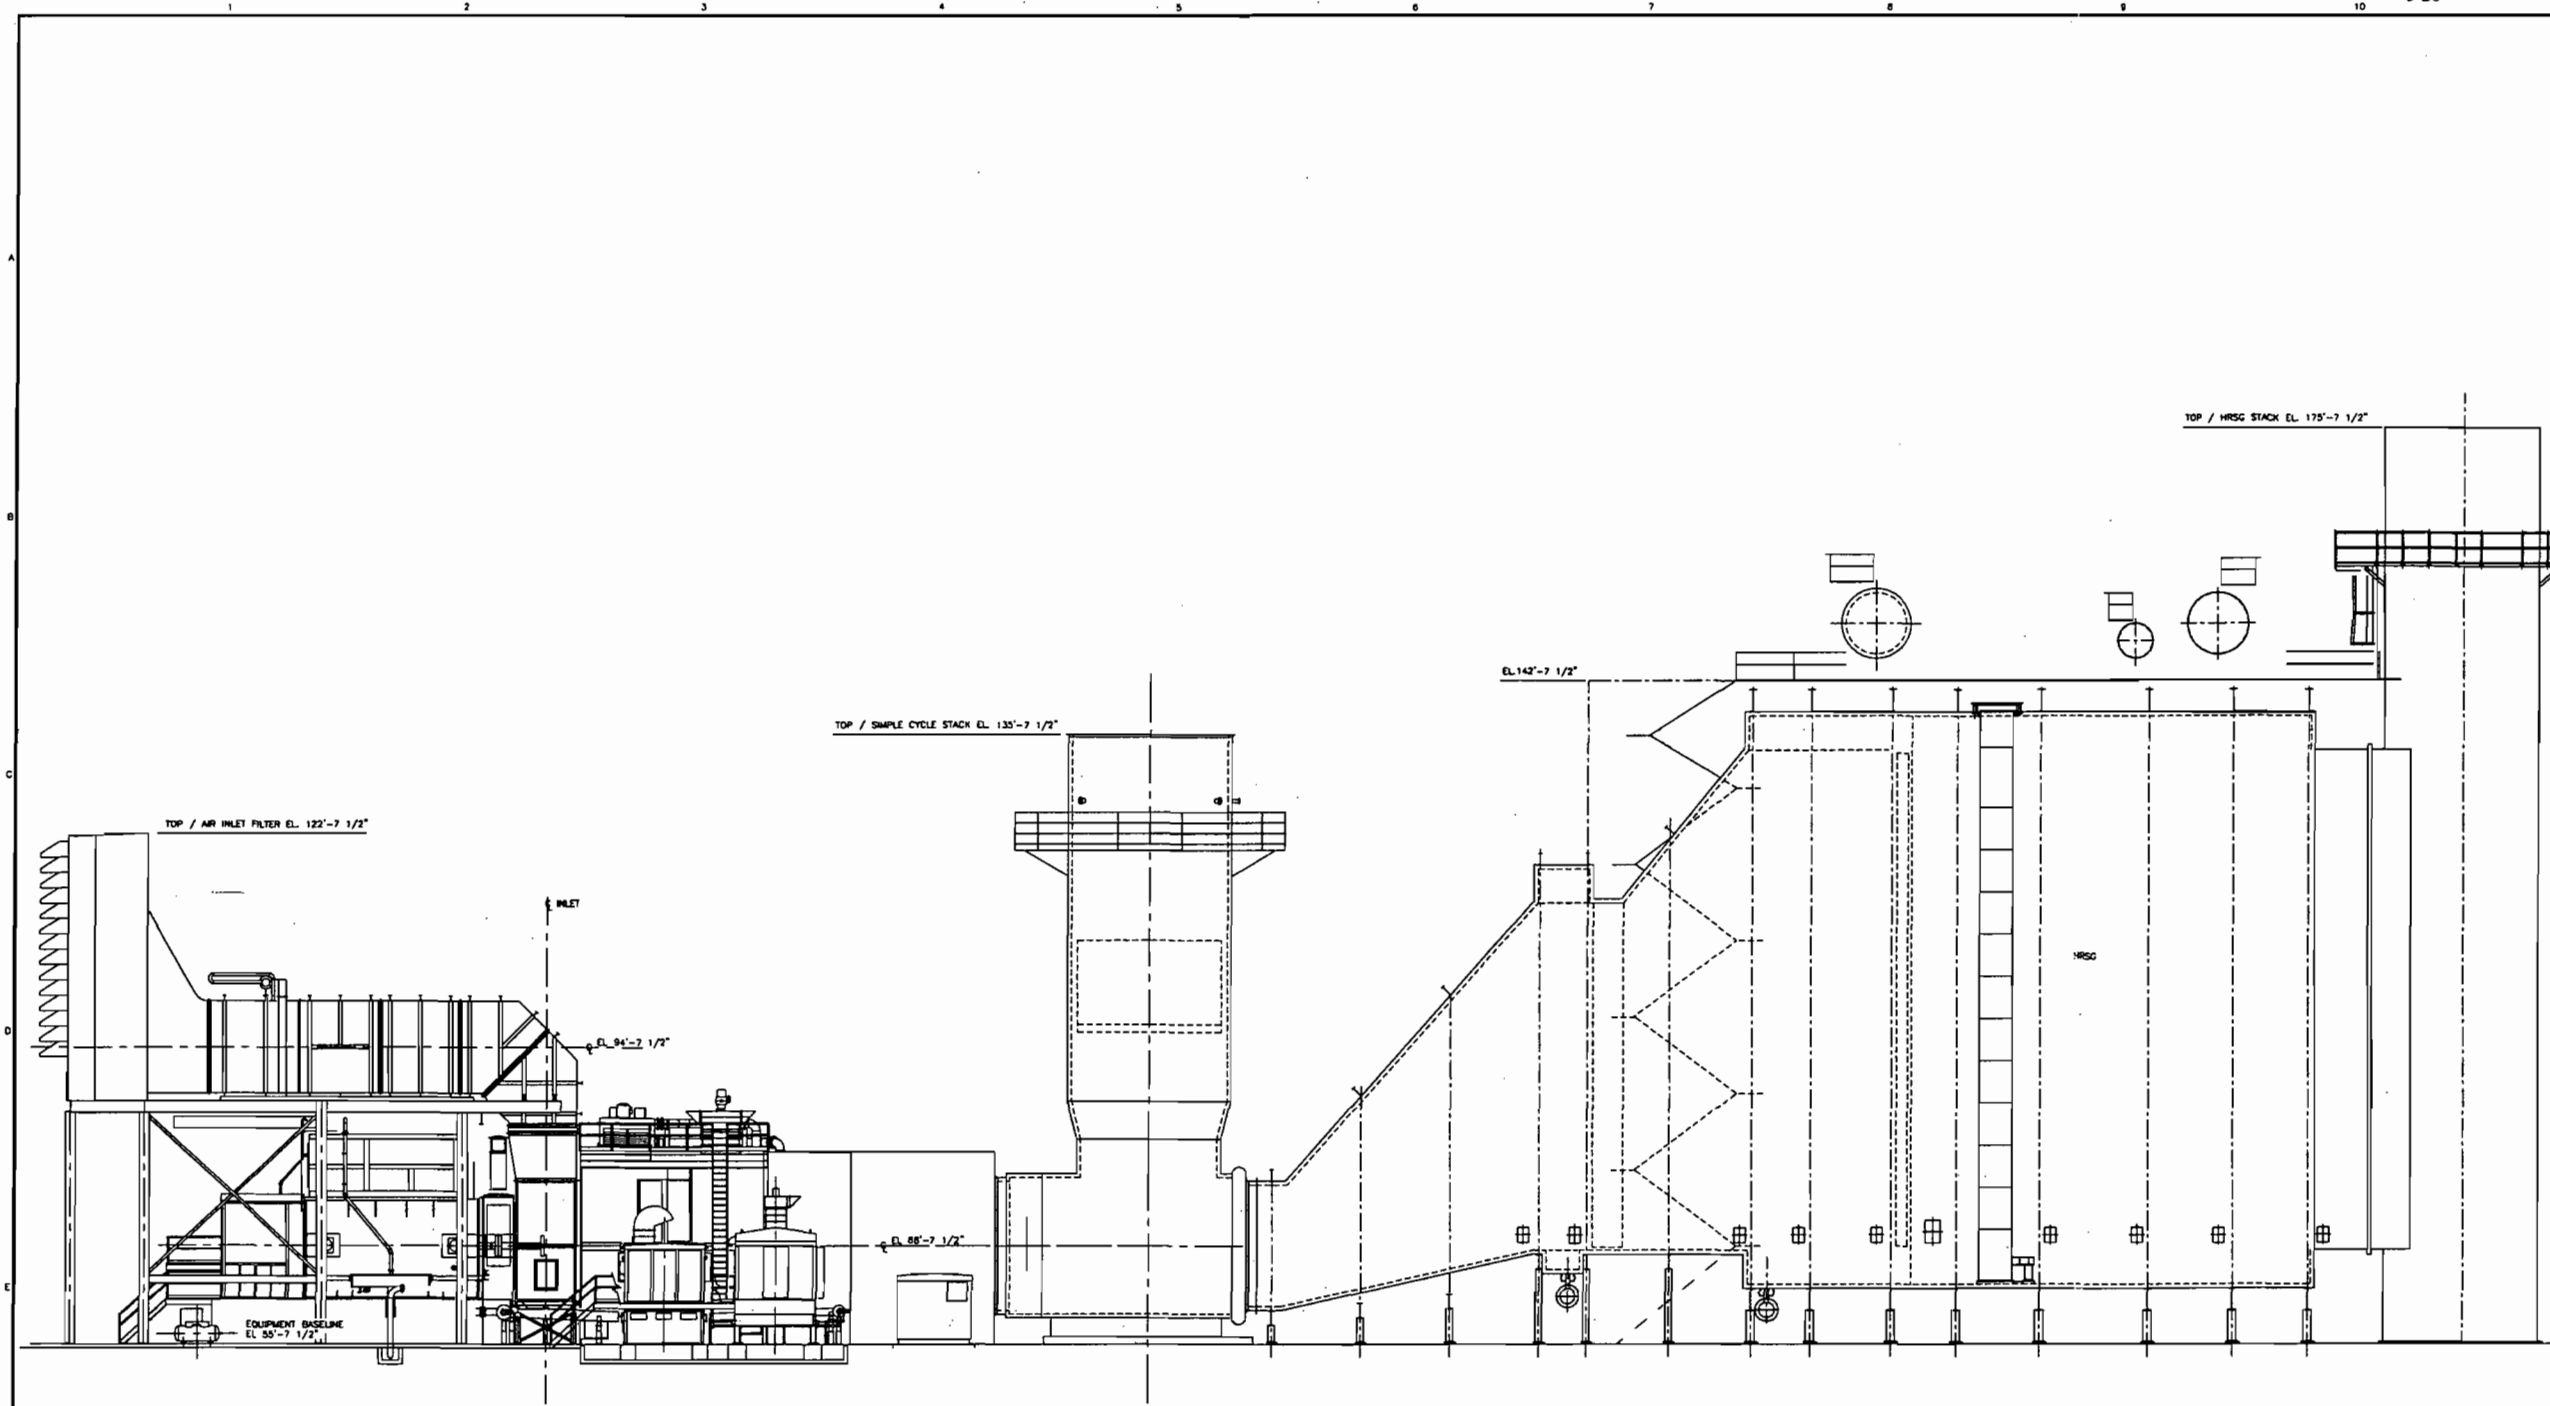 1 2 3 4 5 6 7 8 9 10
A
B
C
D
E
TOP / HRSG STACK EL. 175'-7 1/2"
EL.142'-7 1/2"
TOP / SIMPLE CYCLE STACK EL. 135'-7 1/2"
TOP / AIR INLET FILTER EL. 122'-7 1/2"
℄ INLET
HRSG
℄ EL 94'-7 1/2"
℄ EL 88'-7 1/2"
EQUIPMENT BASELINE
EL 55'-7 1/2"